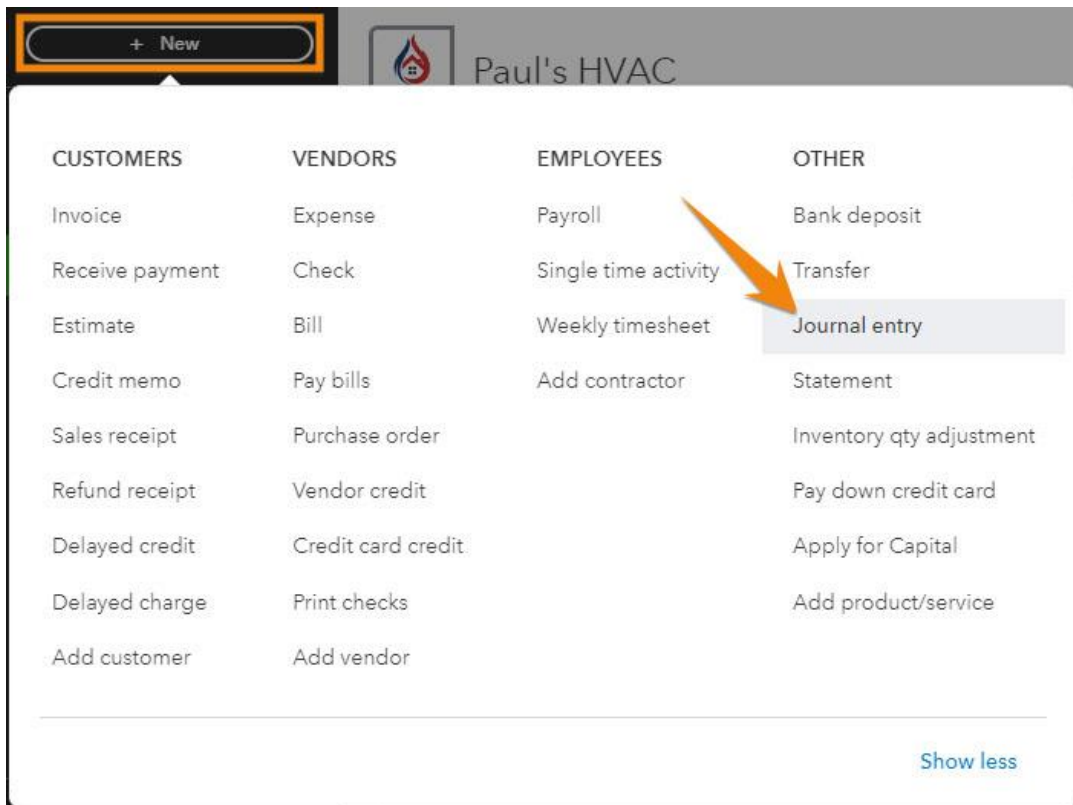 + New
Paul's HVAC
CUSTOMERS
Invoice
Receive payment
Estimate
Credit memo
Sales receipt
Refund receipt
Delayed credit
Delayed charge
Add customer
VENDORS
Expense
Check
Bill
Pay bills
Purchase order
Vendor credit
Credit card credit
Print checks
Add vendor
EMPLOYEES
Payroll
Single time activity
Weekly timesheet
Add contractor
OTHER
Bank deposit
Transfer
Journal entry
Statement
Inventory qty adjustment
Pay down credit card
Apply for Capital
Add product/service
Show less